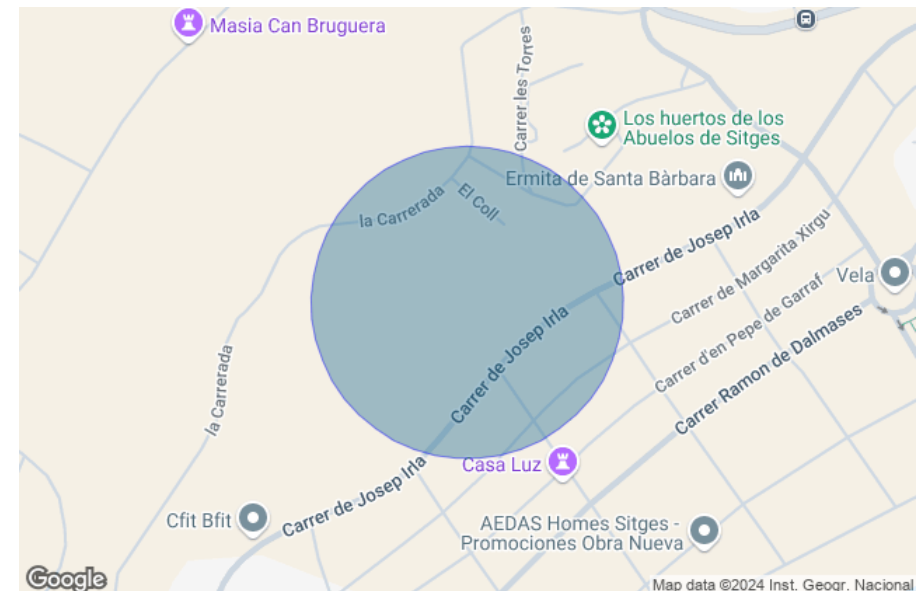 Masia Can Bruguera
Carrer les Torres
Los huertos de los
Abuelos de Sitges
Ermita de Santa Bàrbara
la Carrerada
El Coll
Carrer de Josep Irla
Carrer de Margarita Xirgu
Vela
Carrer d'en Pepe de Garraf
Carrer de Josep Irla
Carrer Ramon de Dalmases
la Carrerada
Casa Luz
Carrer de Josep Irla
Cfit Bfit
AEDAS Homes Sitges -
Promociones Obra Nueva
Google
Map data ©2024 Inst. Geogr. Nacional